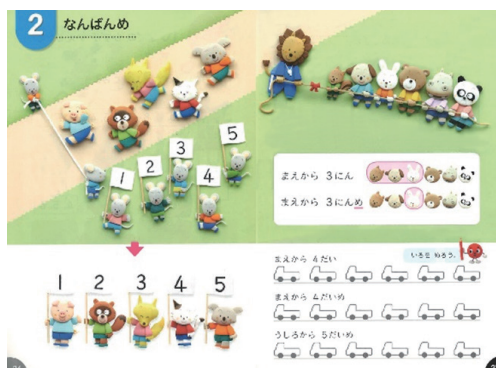 2 なんばんめ
1 2 3 4 5
1 2 3 4 5
まえから 3にん
まえから 3にんめ
まえから 4だい
いろを ぬろう。
まえから 4だいめ
うしろから 5だいめ